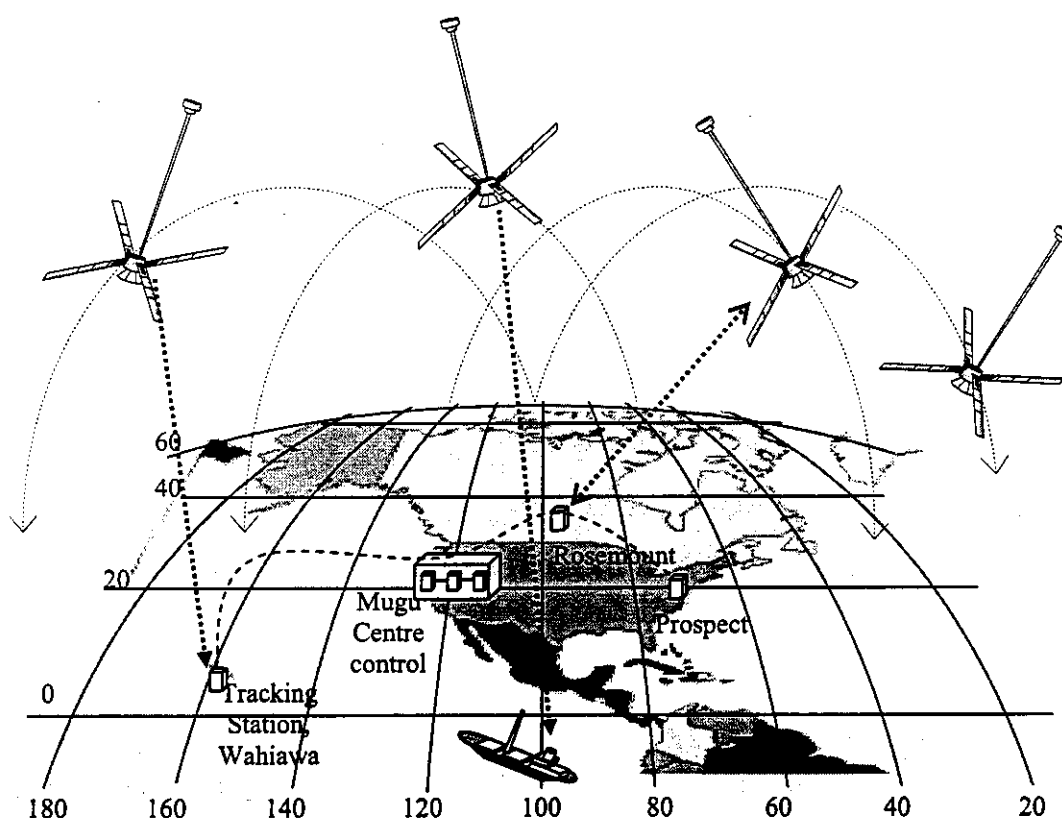 60
40
20
0
Rosemount
Mugu
Centre
control
Prospect
Tracking
Station,
Wahiawa
180 160 140 120 100 80 60 40 20